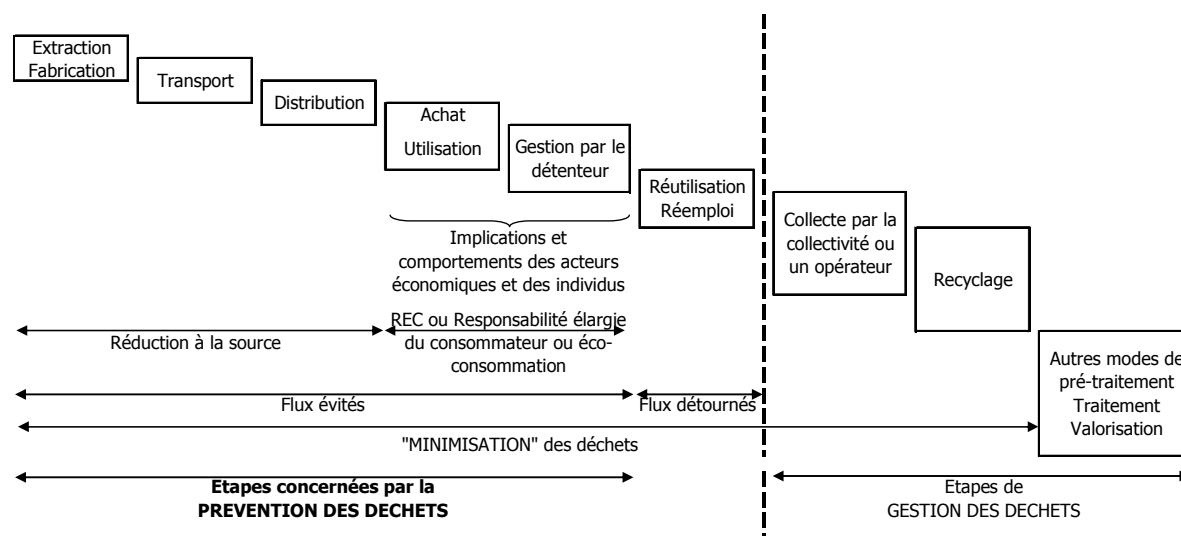 Extraction
Fabrication
Transport
Distribution
Achat
Utilisation
Gestion par le
détenteur
Réutilisation
Réemploi
Collecte par la
collectivité ou
un opérateur
Recyclage
Autres modes de
pré-traitement
Traitement
Valorisation
Implications et
comportements des acteurs
économiques et des individus
Réduction à la source
REC ou Responsabilité élargie
du consommateur ou éco-
consommation
Flux évités
Flux détournés
"MINIMISATION" des déchets
Etapes concernées par la
PREVENTION DES DECHETS
Etapes de
GESTION DES DECHETS